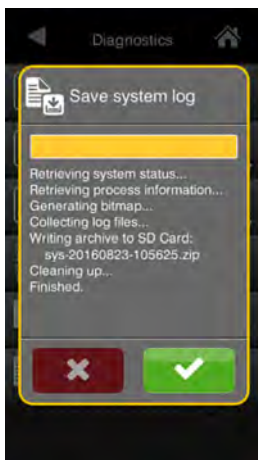 Diagnostics
Save system log
Retrieving system status...
Retrieving process information...
Generating bitmap...
Collecting log files...
Writing archive to SD Card:
sys-20160823-105625.zip
Cleaning up...
Finished.